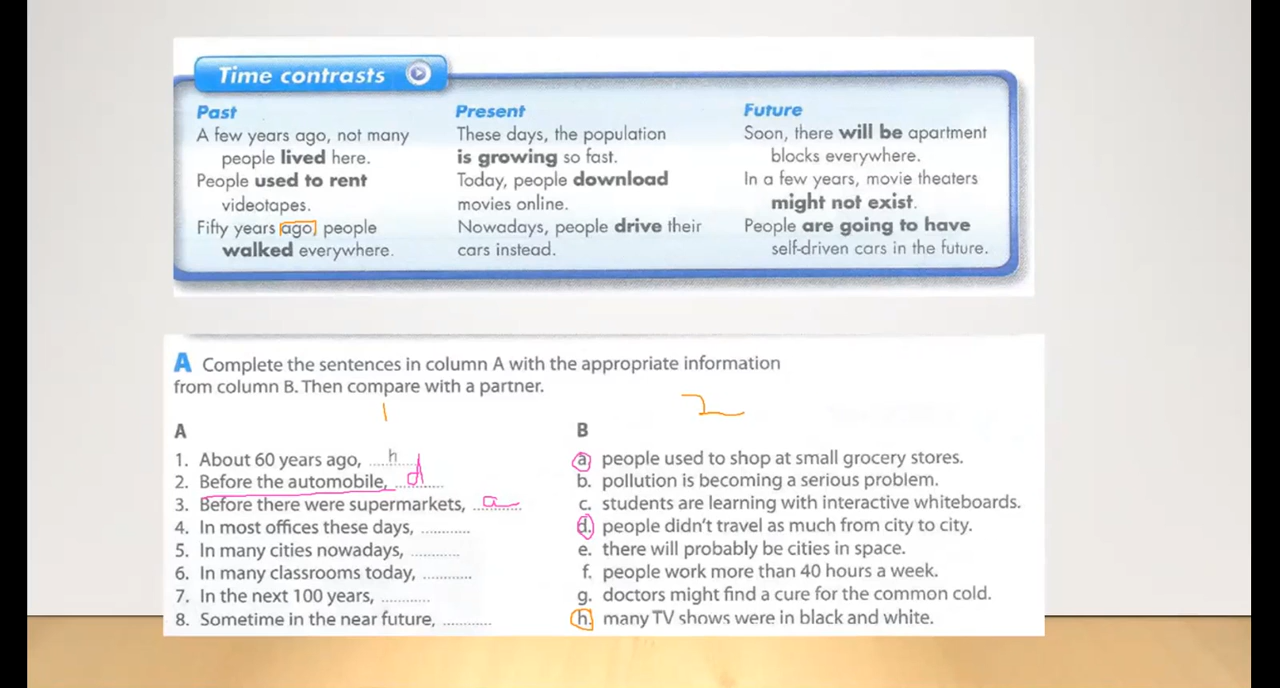 Time contrasts
Past
A few years ago, not many
people lived here.
People used to rent
videotapes.
Fifty years ago, people
walked everywhere.
Present
These days, the population
is growing so fast.
Today, people download
movies online.
Nowadays, people drive their
cars instead.
Future
Soon, there will be apartment
blocks everywhere.
In a few years, movie theaters
might not exist.
People are going to have
self-driven cars in the future.
A Complete the sentences in column A with the appropriate information
from column B. Then compare with a partner.
1
2
A
1. About 60 years ago, ....h....
2. Before the automobile, ....d....
3. Before there were supermarkets, ....a....
4. In most offices these days, ............
5. In many cities nowadays, ............
6. In many classrooms today, ............
7. In the next 100 years, ............
8. Sometime in the near future, ............
B
a. people used to shop at small grocery stores.
b. pollution is becoming a serious problem.
c. students are learning with interactive whiteboards.
d. people didn't travel as much from city to city.
e. there will probably be cities in space.
f. people work more than 40 hours a week.
g. doctors might find a cure for the common cold.
h. many TV shows were in black and white.